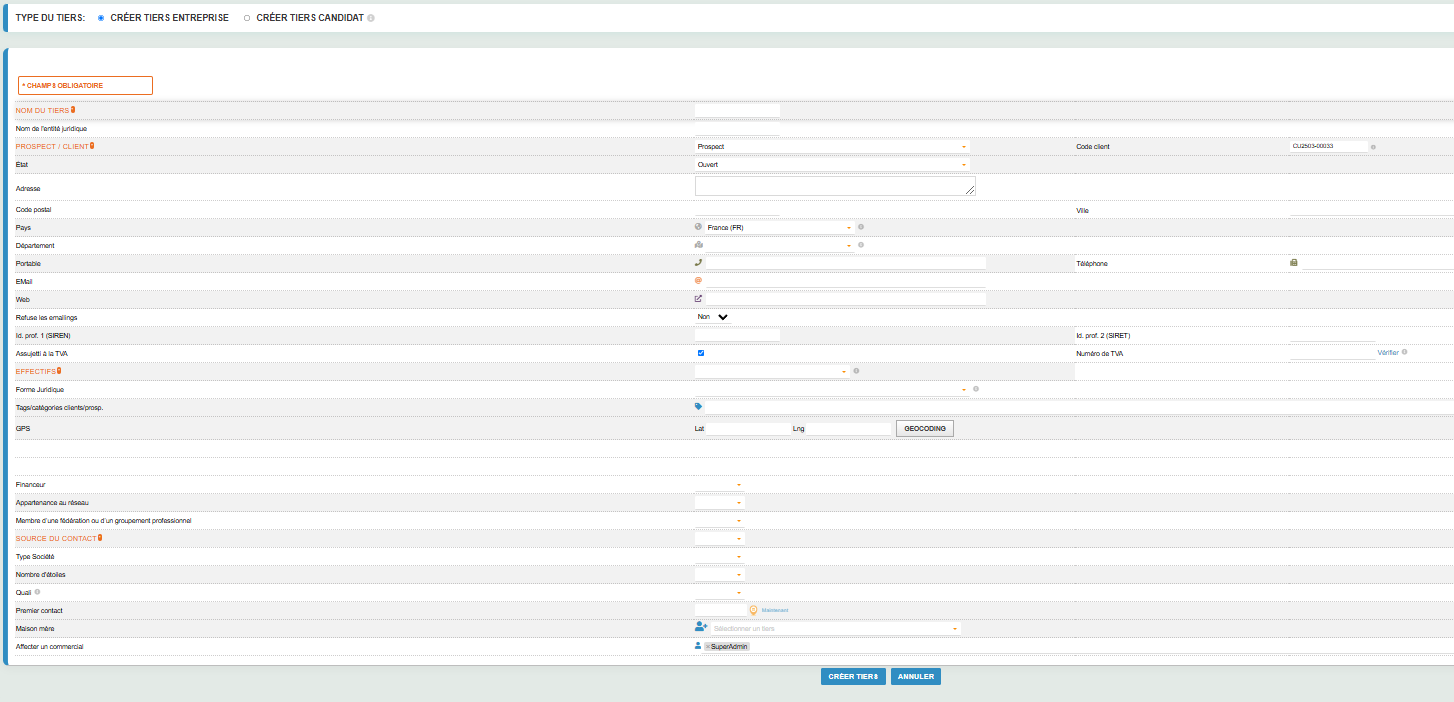 TYPE DU TIERS: CRÉER TIERS ENTREPRISE CRÉER TIERS CANDIDAT
* CHAMPS OBLIGATOIRE
NOM DU TIERS
Nom de l'entité juridique
PROSPECT / CLIENT Prospect Code client CU2503-00033
État Ouvert
Adresse
Code postal Ville
Pays France (FR)
Département
Portable Téléphone
EMail @
Web
Refuse les emailings Non
Id. prof. 1 (SIREN) Id. prof. 2 (SIRET)
Assujetti à la TVA Numéro de TVA Vérifier
EFFECTIFS
Forme Juridique
Tags/catégories clients/prosp.
GPS Lat Lng GEOCODING
Financeur
Appartenance au réseau
Membre d'une fédération ou d'un groupement professionnel
SOURCE DU CONTACT
Type Société
Nombre d'étoiles
Quali
Premier contact Maintenant
Maison mère Sélectionner un tiers
Affecter un commercial × SuperAdmin
CRÉER TIERS ANNULER